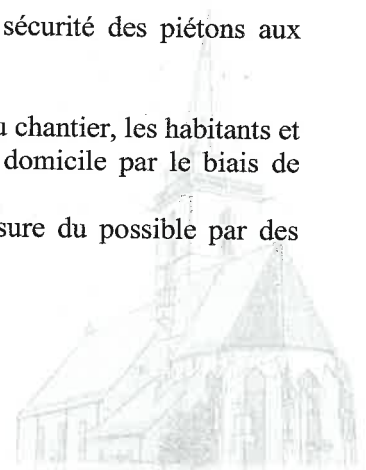 sécurité des piétons aux
chantier, les habitants et
domicile par le biais de
sure du possible par des